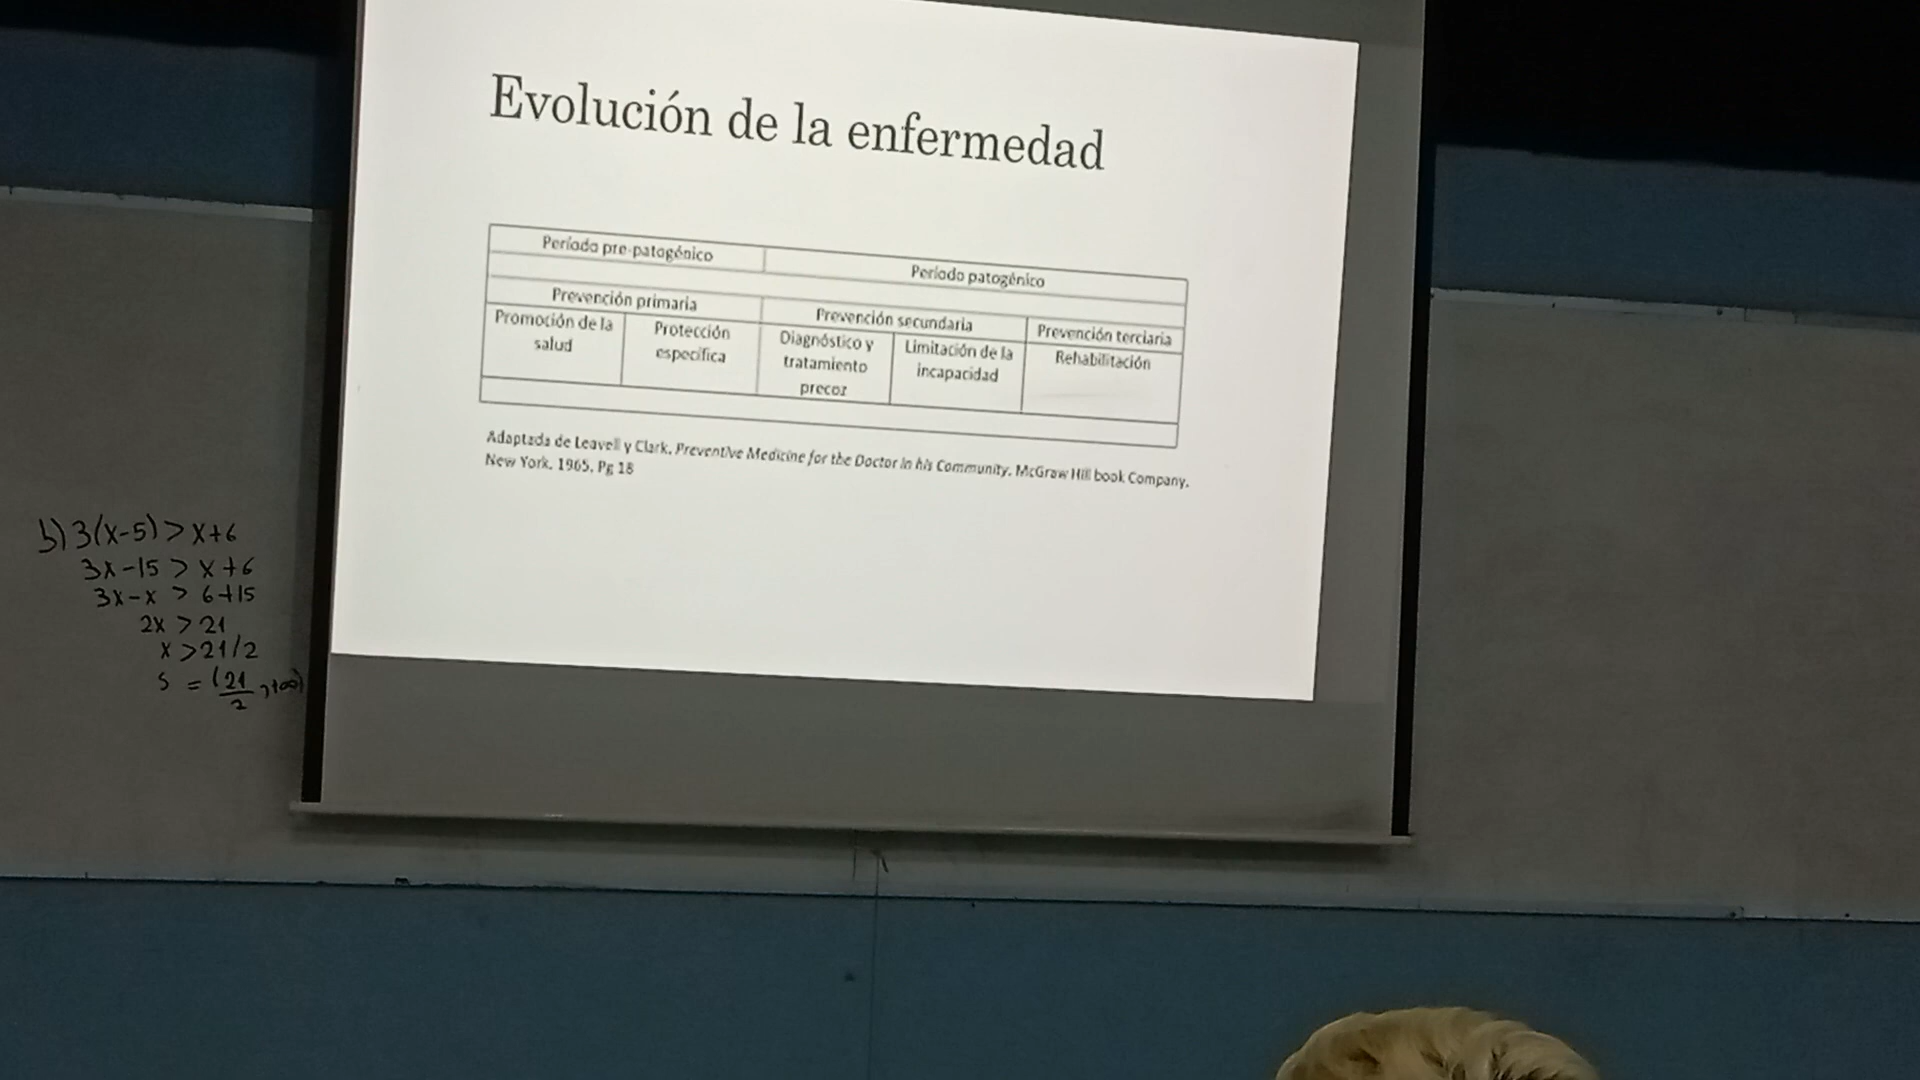 Evolución de la enfermedad
Período pre-patogénico
Período patogénico
Prevención primaria
Prevención secundaria
Prevención terciaria
Promoción de la
salud
Protección
específica
Diagnóstico y
tratamiento
precoz
Limitación de la
incapacidad
Rehabilitación
Adaptada de Leavell y Clark, Preventive Medicine for the Doctor in his Community. McGraw Hill book Company.
New York. 1965. Pg 18
b) 3(x-5) > x+6
3x-15 > x+6
3x-x > 6+15
2x > 21
x > 21/2
S = (21/2, +∞)